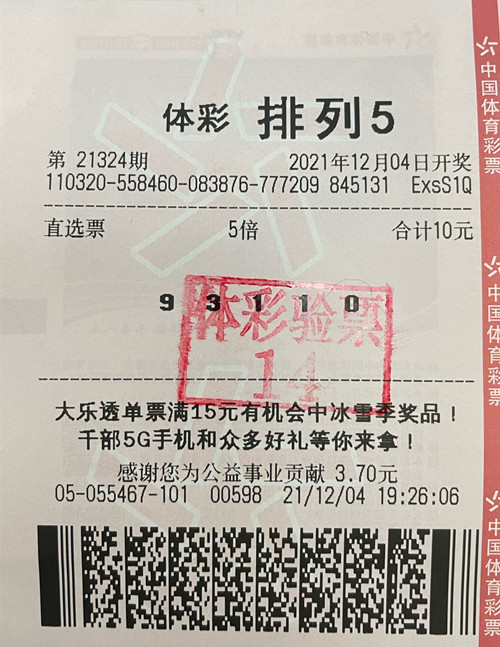 体彩 排列5
第 21324期 2021年12月04日开奖
110320-558460-083876-777209 845131 ExsS1Q
直选票 5倍 合计10元
9 3 1 1 0
体彩验票
14
大乐透单票满15元有机会中冰雪季奖品！
千部5G手机和众多好礼等你来拿！
感谢您为公益事业贡献 3.70元
05-055467-101 00598 21/12/04 19:26:06
中国体育彩票
中国体育彩票
中国体育彩票